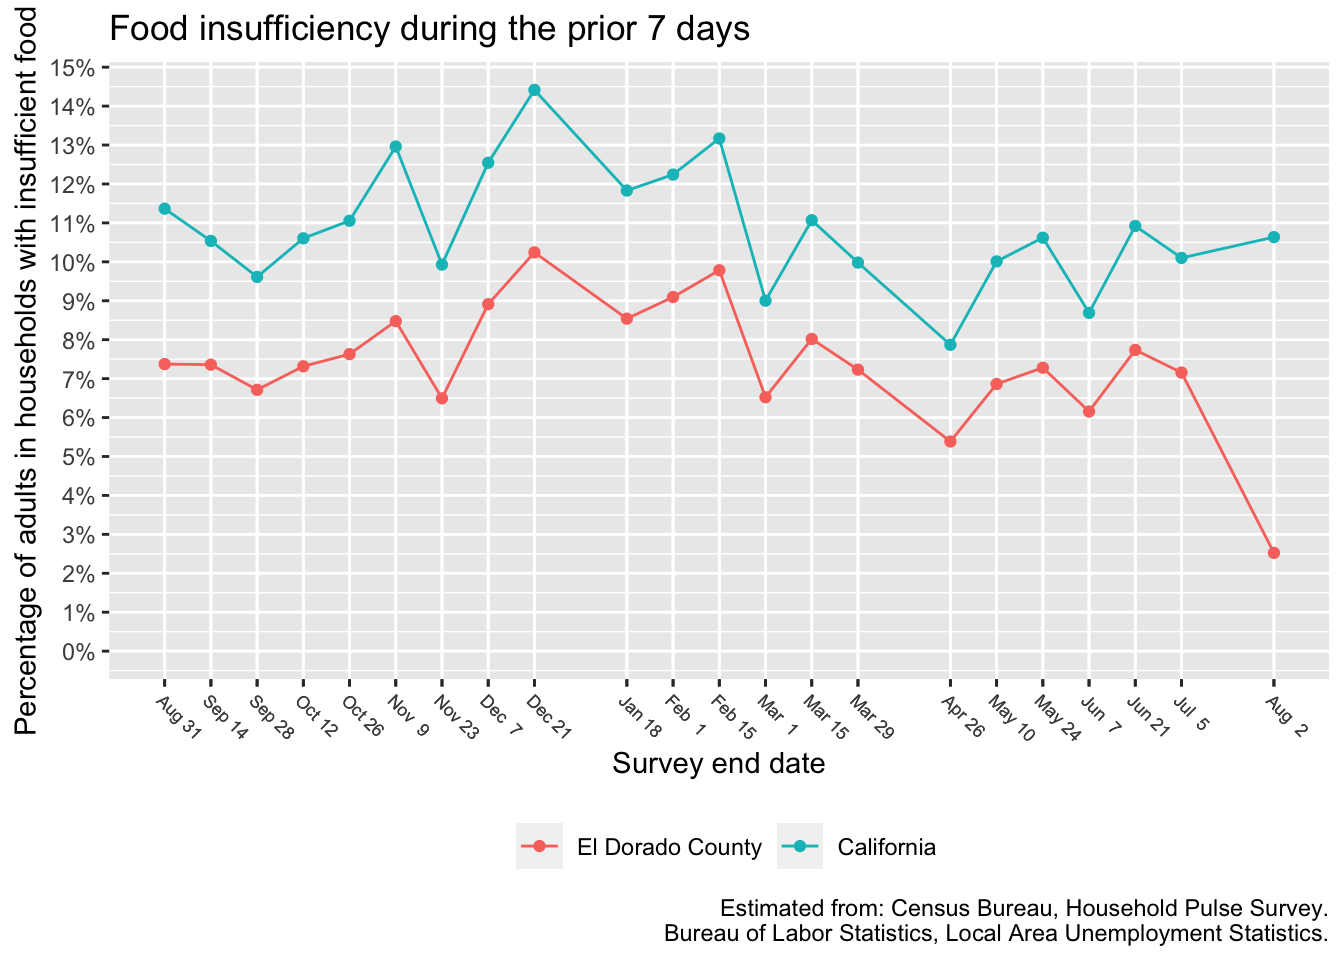 Food insufficiency during the prior 7 days
Percentage of adults in households with insufficient food
15%
14%
13%
12%
11%
10%
9%
8%
7%
6%
5%
4%
3%
2%
1%
0%
Aug 31
Sep 14
Sep 28
Oct 12
Oct 26
Nov 9
Nov 23
Dec 7
Dec 21
Jan 18
Feb 1
Feb 15
Mar 1
Mar 15
Mar 29
Apr 26
May 10
May 24
Jun 7
Jun 21
Jul 5
Aug 2
Survey end date
El Dorado County
California
Estimated from: Census Bureau, Household Pulse Survey.
Bureau of Labor Statistics, Local Area Unemployment Statistics.